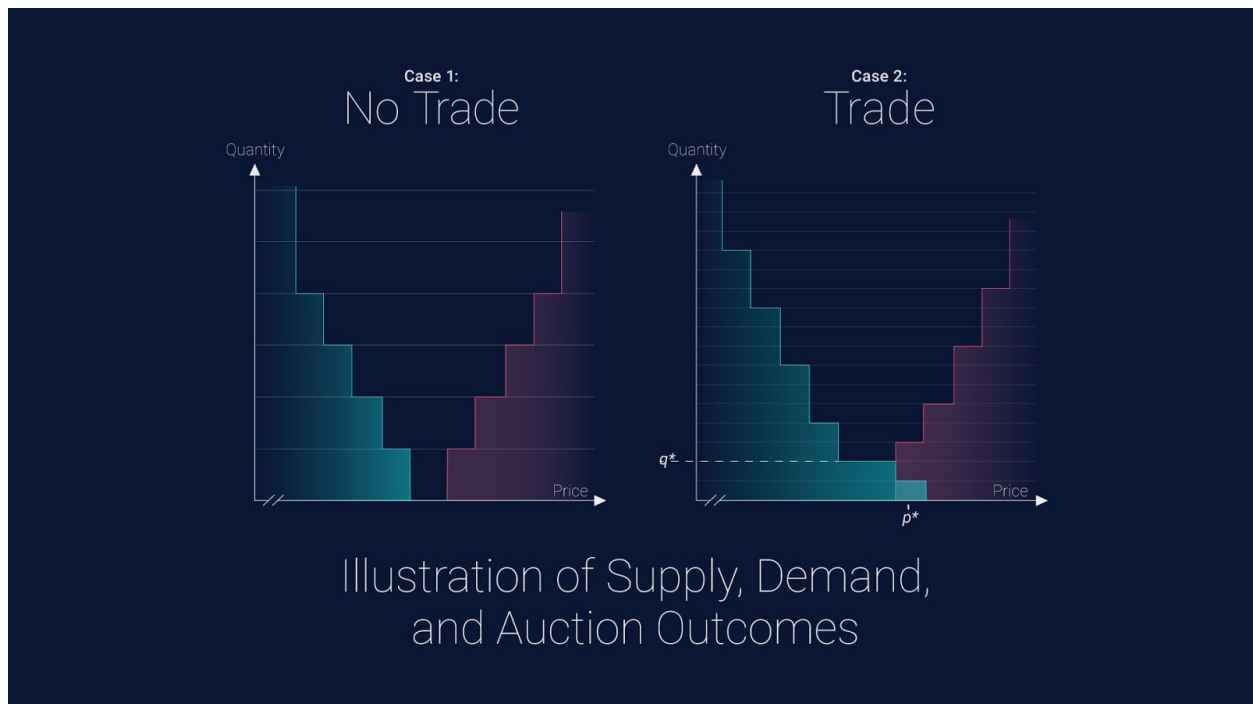 Case 1:
No Trade
Quantity
Price
Case 2:
Trade
Quantity
q*
Price
p*
Illustration of Supply, Demand,
and Auction Outcomes